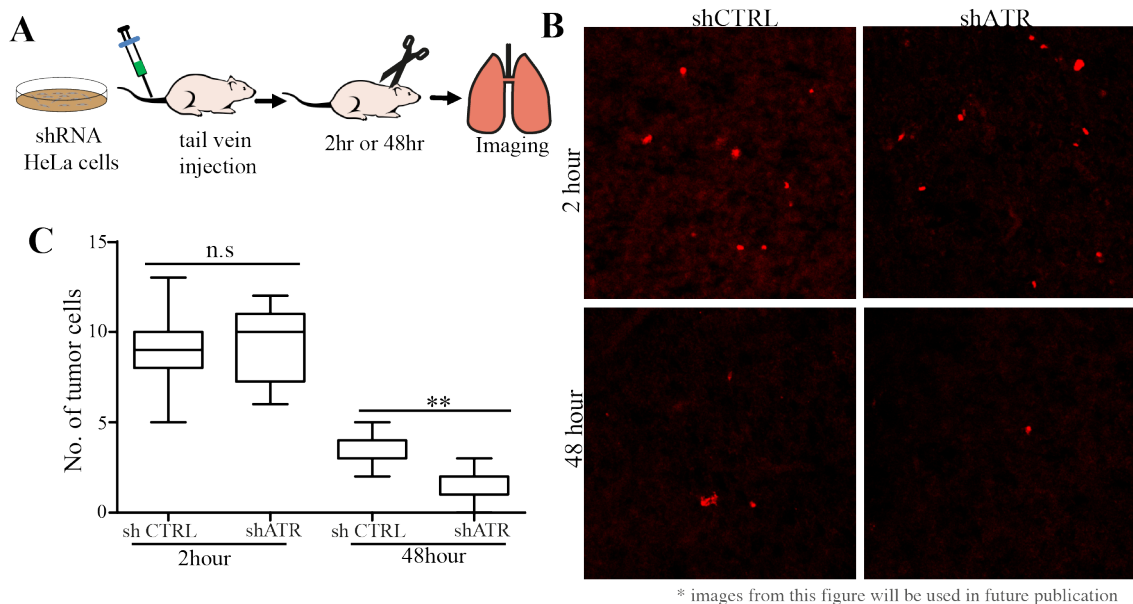 A
shRNA
HeLa cells
tail vein
injection
2hr or 48hr
Imaging
B
shCTRL
shATR
2 hour
48 hour
C
No. of tumor cells
15
10
5
0
n.s
**
sh CTRL
shATR
sh CTRL
shATR
2hour
48hour
* images from this figure will be used in future publication